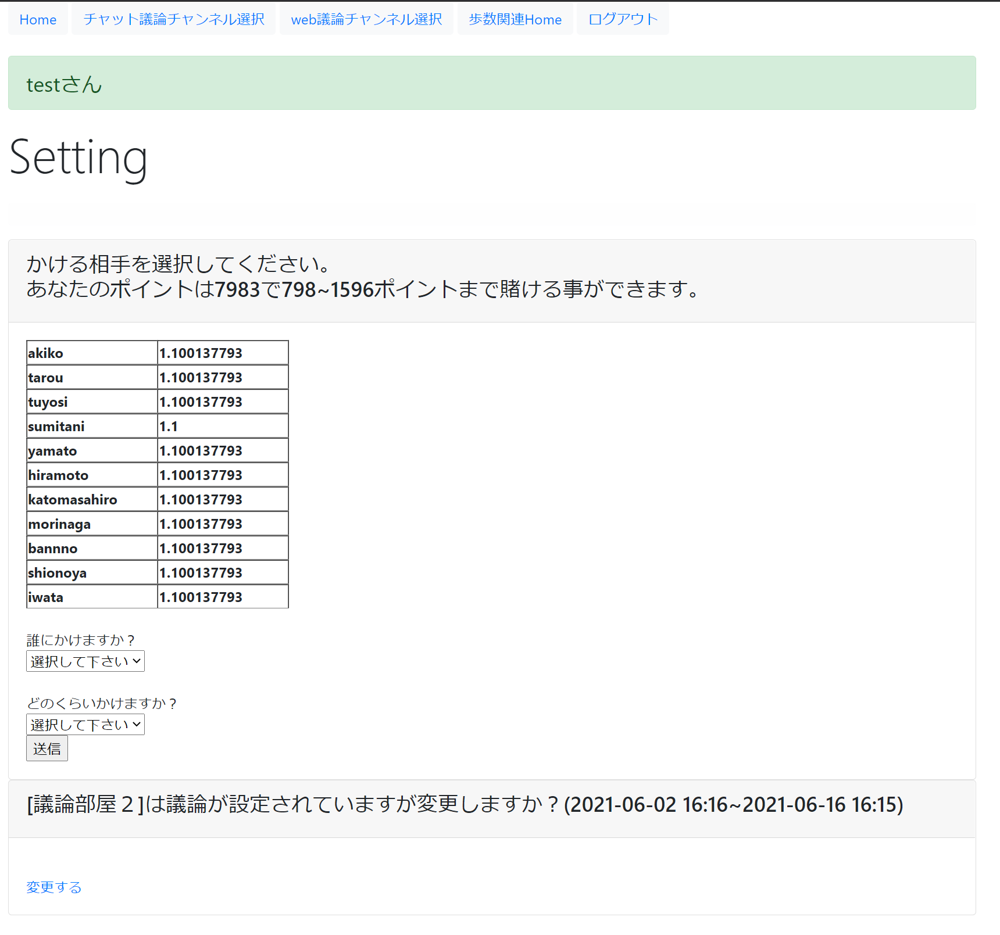 Home チャット議論チャンネル選択 web議論チャンネル選択 歩数関連Home ログアウト
testさん
Setting
かける相手を選択してください。
あなたのポイントは7983で798~1596ポイントまで賭ける事ができます。
akiko 1.100137793
tarou 1.100137793
tuyosi 1.100137793
sumitani 1.1
yamato 1.100137793
hiramoto 1.100137793
katomasahiro 1.100137793
morinaga 1.100137793
bannno 1.100137793
shionoya 1.100137793
iwata 1.100137793
誰にかけますか？
選択して下さい
どのくらいかけますか？
選択して下さい
送信
[議論部屋２]は議論が設定されていますが変更しますか？(2021-06-02 16:16~2021-06-16 16:15)
変更する